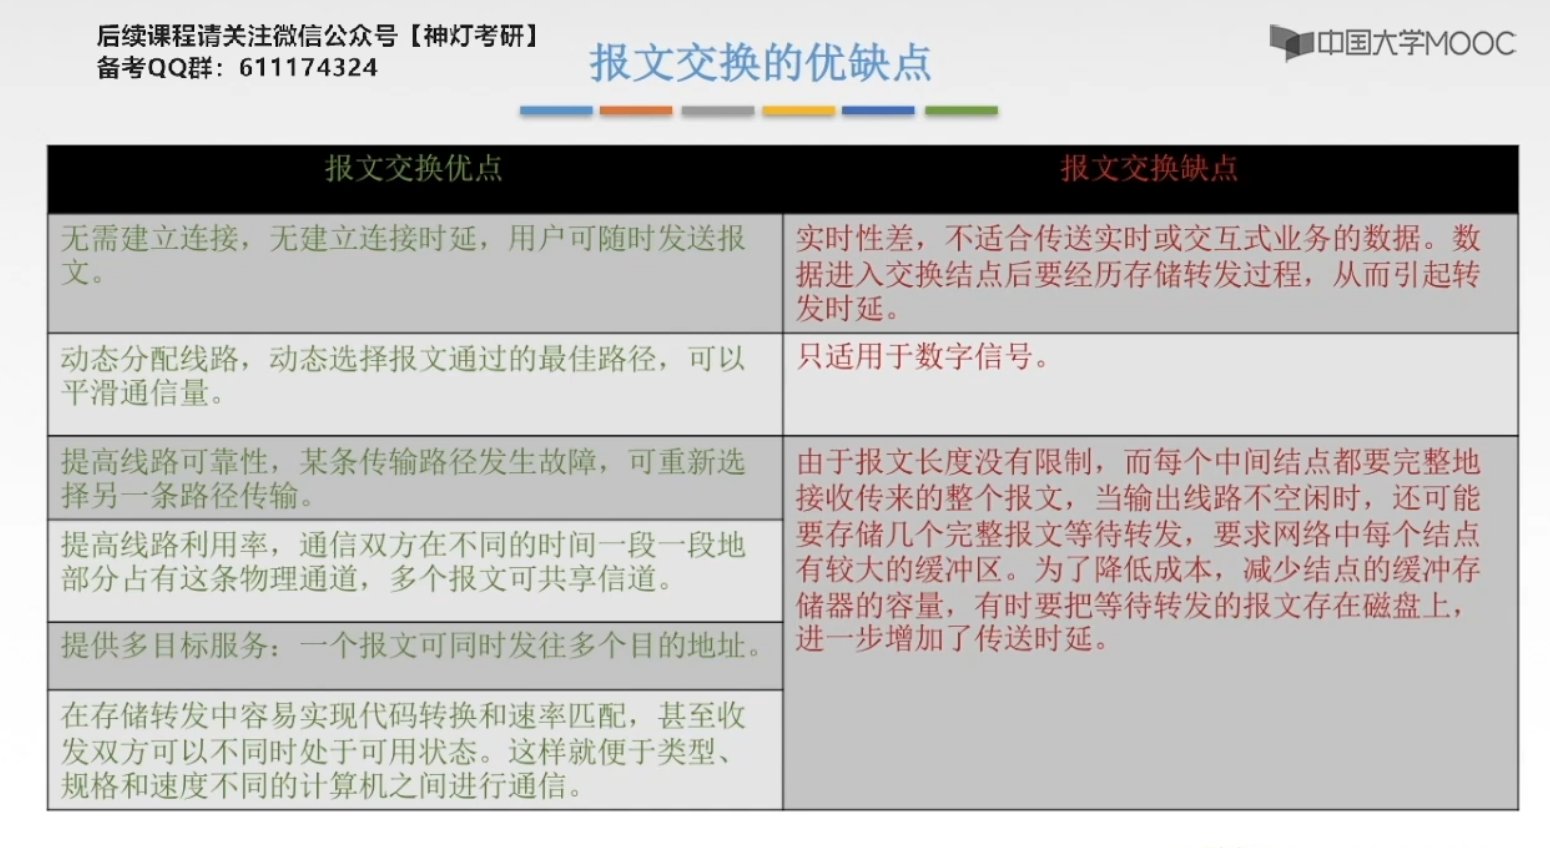 后续课程请关注微信公众号【神灯考研】
备考QQ群：611174324
报文交换的优缺点
中国大学MOOC
报文交换优点
报文交换缺点
无需建立连接，无建立连接时延，用户可随时发送报
文。
实时性差，不适合传送实时或交互式业务的数据。数
据进入交换结点后要经历存储转发过程，从而引起转
发时延。
动态分配线路，动态选择报文通过的最佳路径，可以
平滑通信量。
只适用于数字信号。
提高线路可靠性，某条传输路径发生故障，可重新选
择另一条路径传输。
提高线路利用率，通信双方在不同的时间一段一段地
部分占有这条物理通道，多个报文可共享信道。
提供多目标服务：一个报文可同时发往多个目的地址。
在存储转发中容易实现代码转换和速率匹配，甚至收
发双方可以不同时处于可用状态。这样就便于类型、
规格和速度不同的计算机之间进行通信。
由于报文长度没有限制，而每个中间结点都要完整地
接收传来的整个报文，当输出线路不空闲时，还可能
要存储几个完整报文等待转发，要求网络中每个结点
有较大的缓冲区。为了降低成本，减少结点的缓冲存
储器的容量，有时要把等待转发的报文存在磁盘上，
进一步增加了传送时延。